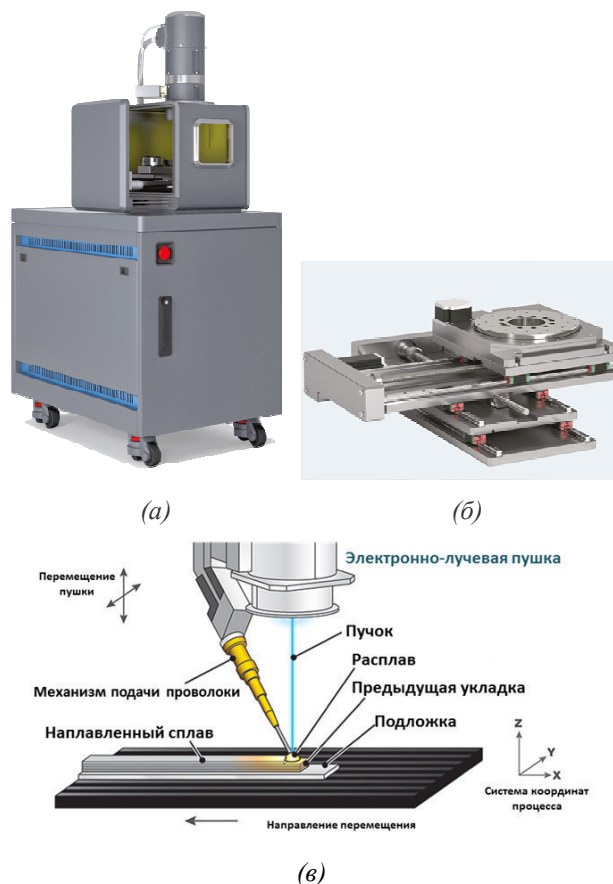 (а)
(б)
Электронно-лучевая пушка
Перемещение
пушки
Пучок
Расплав
Механизм подачи проволоки
Предыдущая укладка
Подложка
Наплавленный сплав
Z
Y
X
Система координат
процесса
Направление перемещения
(в)